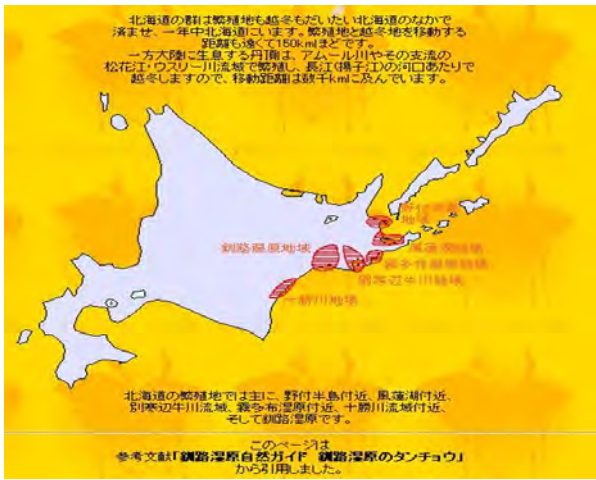 北海道の群は繁殖地も越冬もだいたい北海道のなかで
済ませ、一年中北海道にいます。繁殖地と越冬地を移動する
距離も遠くて150kmほどです。
一方大陸に生息する丹頂は、アムール川やその支流の
松花江・ウスリー川流域で繁殖し、長江(揚子江)の河口あたりで
越冬しますので、移動距離は数千kmに及んでいます。
野付半島
地域
風蓮湖地域
釧路湿原地域
霧多布湿原地域
別寒辺牛川地域
十勝川地域
北海道の繁殖地では主に、野付半島付近、風蓮湖付近、
別寒辺牛川流域、霧多布湿原付近、十勝川流域付近、
そして釧路湿原です。
このページは
参考文献「釧路湿原自然ガイド 釧路湿原のタンチョウ」
から引用しました。